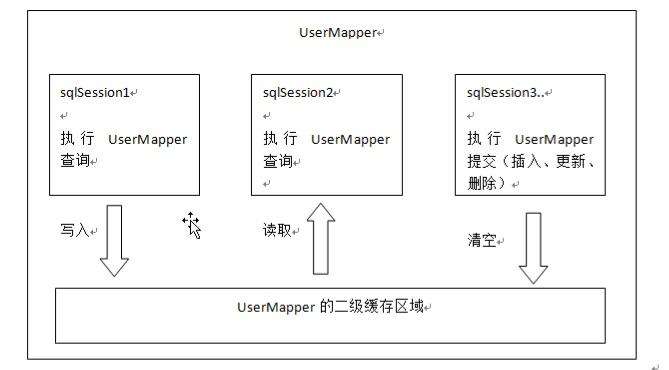 UserMapper
sqlSession1
执行 UserMapper
查询
sqlSession2
执行 UserMapper
查询
sqlSession3..
执行 UserMapper
提交（插入、更新、
删除）
写入
读取
清空
UserMapper 的二级缓存区域